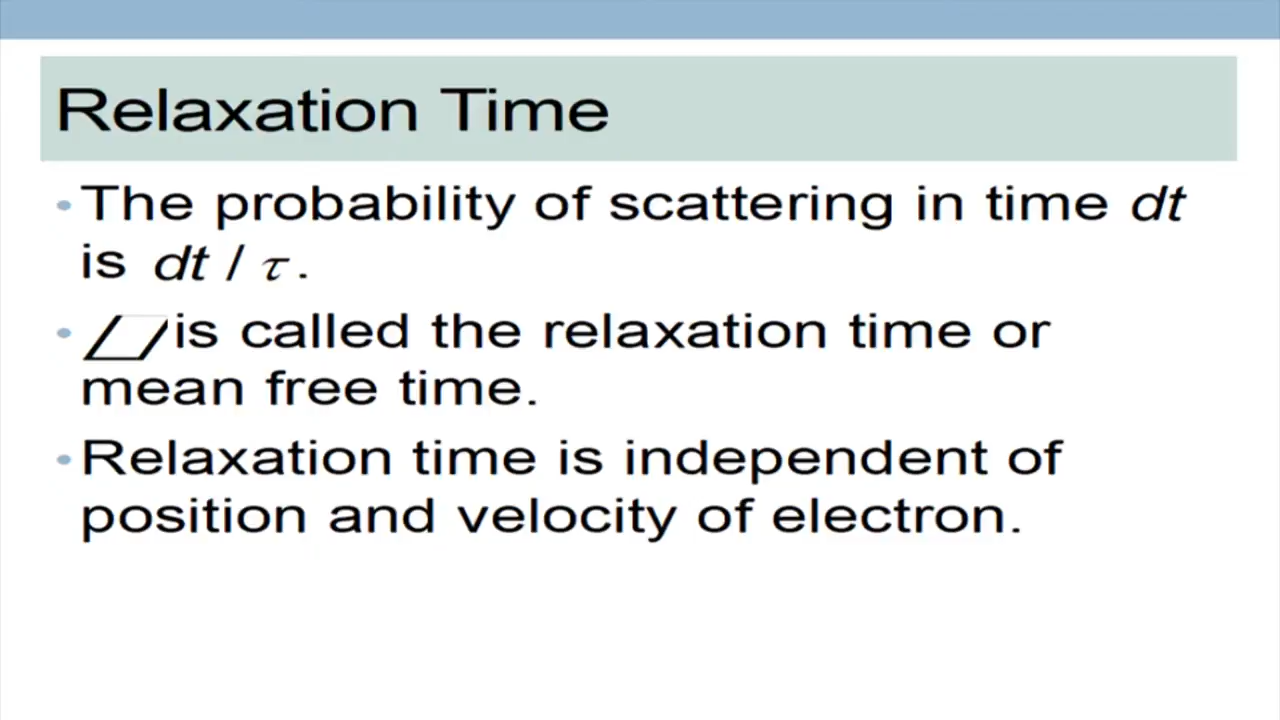 Relaxation Time
• The probability of scattering in time dt
is dt / τ.
• is called the relaxation time or
mean free time.
• Relaxation time is independent of
position and velocity of electron.